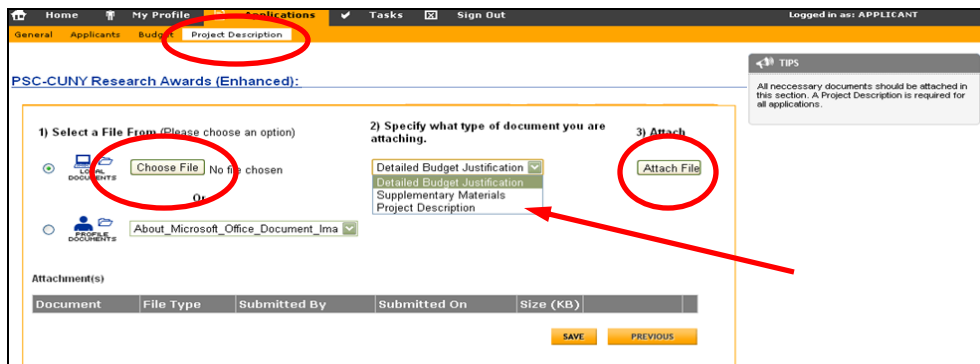 Home My Profile Applications Tasks Sign Out Logged in as: APPLICANT
General Applicants Budget Project Description
TIPS
All neccessary documents should be attached in
this section. A Project Description is required for
all applications.
PSC-CUNY Research Awards (Enhanced):
1) Select a File From (Please choose an option)
2) Specify what type of document you are
attaching.
3) Attach
LOCAL
DOCUMENTS
Choose File No file chosen
Detailed Budget Justification
Attach File
Detailed Budget Justification
Supplementary Materials
Project Description
Or
PROFILE
DOCUMENTS
About_Microsoft_Office_Document_Ima
Attachment(s)
Document File Type Submitted By Submitted On Size (KB)
SAVE PREVIOUS